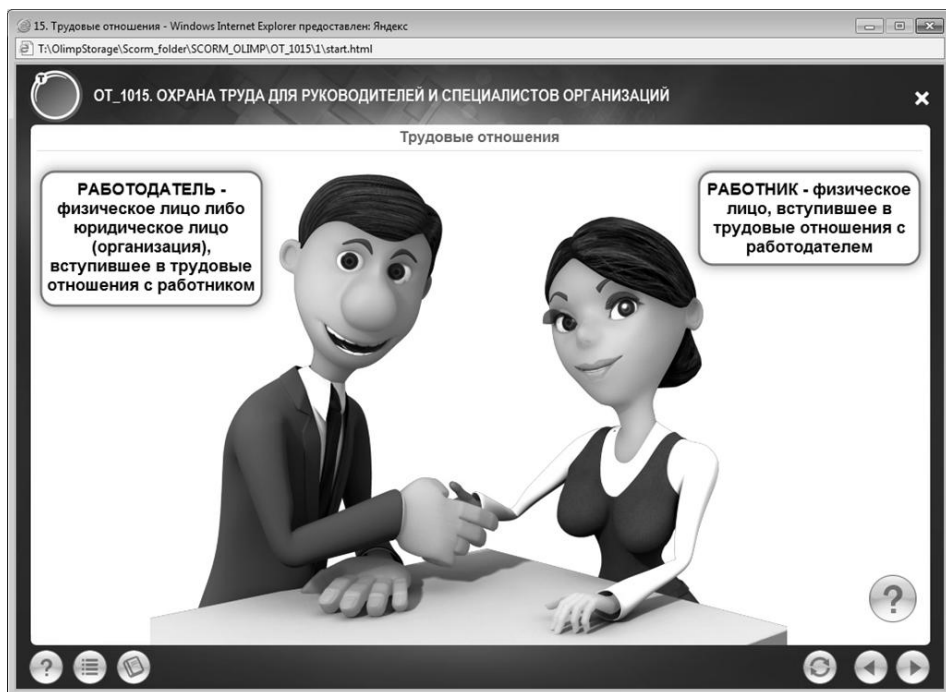 15. Трудовые отношения - Windows Internet Explorer предоставлен: Яндекс
T:\OlimpStorage\Scorm_folder\SCORM_OLIMP\OT_1015\1\start.html
ОТ_1015. ОХРАНА ТРУДА ДЛЯ РУКОВОДИТЕЛЕЙ И СПЕЦИАЛИСТОВ ОРГАНИЗАЦИЙ
Трудовые отношения
РАБОТОДАТЕЛЬ -
физическое лицо либо
юридическое лицо
(организация),
вступившее в трудовые
отношения с работником
РАБОТНИК - физическое
лицо, вступившее в
трудовые отношения с
работодателем
?
?